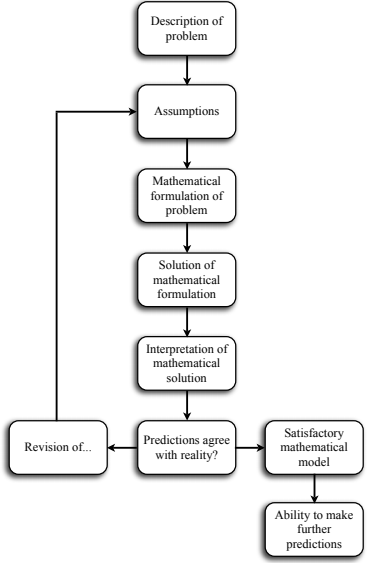 Description of
problem
Assumptions
Mathematical
formulation of
problem
Solution of
mathematical
formulation
Interpretation of
mathematical
solution
Revision of...
Predictions agree
with reality?
Satisfactory
mathematical
model
Ability to make
further
predictions